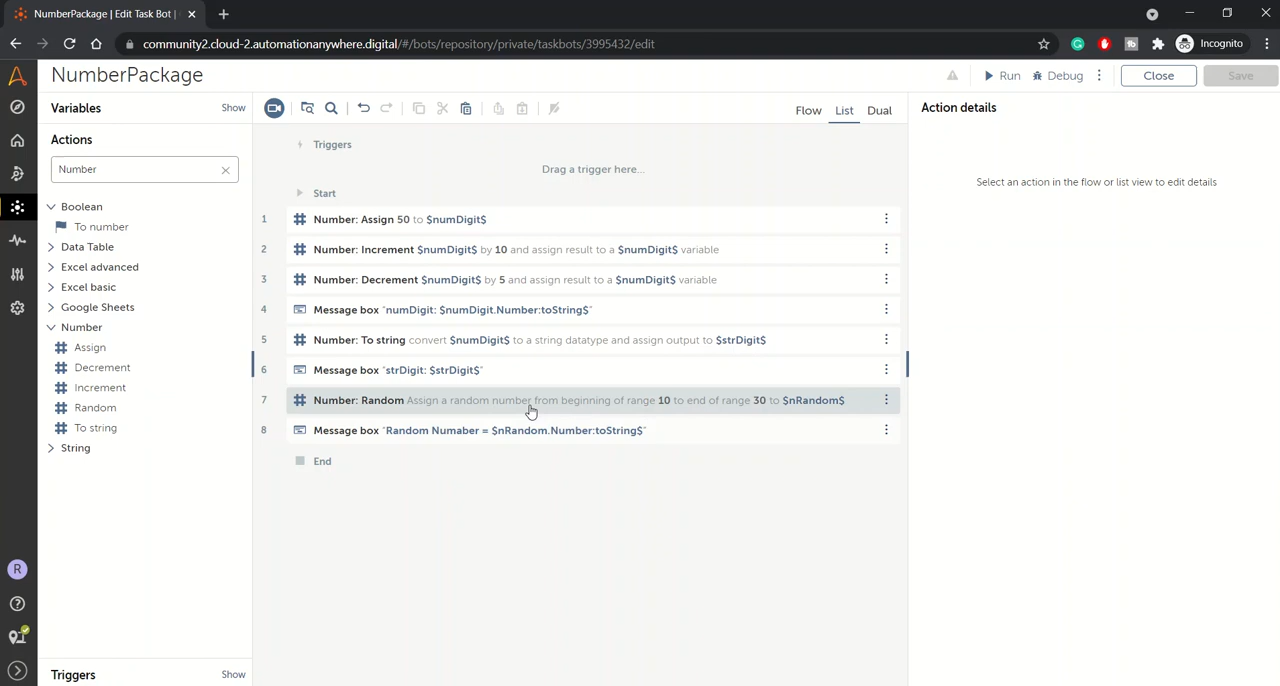 NumberPackage | Edit Task Bot |
community2.cloud-2.automationanywhere.digital/#/bots/repository/private/taskbots/3995432/edit
Incognito
NumberPackage
Run
Debug
Close
Save
Variables
Show
Actions
Number
Boolean
To number
Data Table
Excel advanced
Excel basic
Google Sheets
Number
Assign
Decrement
Increment
Random
To string
String
Triggers
Show
R
Flow
List
Dual
Triggers
Drag a trigger here...
Start
1 Number: Assign 50 to $numDigit$
2 Number: Increment $numDigit$ by 10 and assign result to a $numDigit$ variable
3 Number: Decrement $numDigit$ by 5 and assign result to a $numDigit$ variable
4 Message box "numDigit: $numDigit.Number:toString$"
5 Number: To string convert $numDigit$ to a string datatype and assign output to $strDigit$
6 Message box "strDigit: $strDigit$"
7 Number: Random Assign a random number from beginning of range 10 to end of range 30 to $nRandom$
8 Message box "Random Numaber = $nRandom.Number:toString$"
End
Action details
Select an action in the flow or list view to edit details